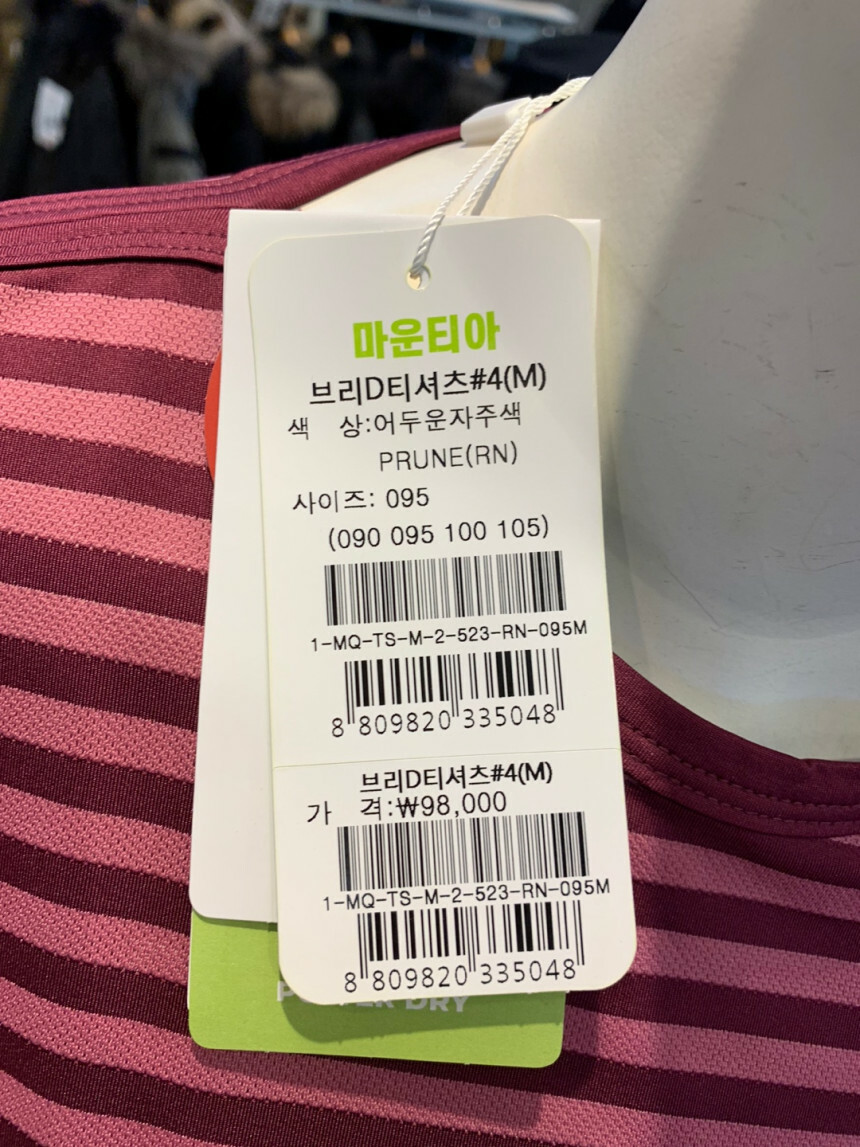 마운티아
브리D티셔츠#4(M)
색 상:어두운자주색
PRUNE(RN)
사이즈: 095
(090 095 100 105)
1-MQ-TS-M-2-523-RN-095M
8 809820 335048
브리D티셔츠#4(M)
가 격:₩98,000
1-MQ-TS-M-2-523-RN-095M
8 809820 335048
DRY